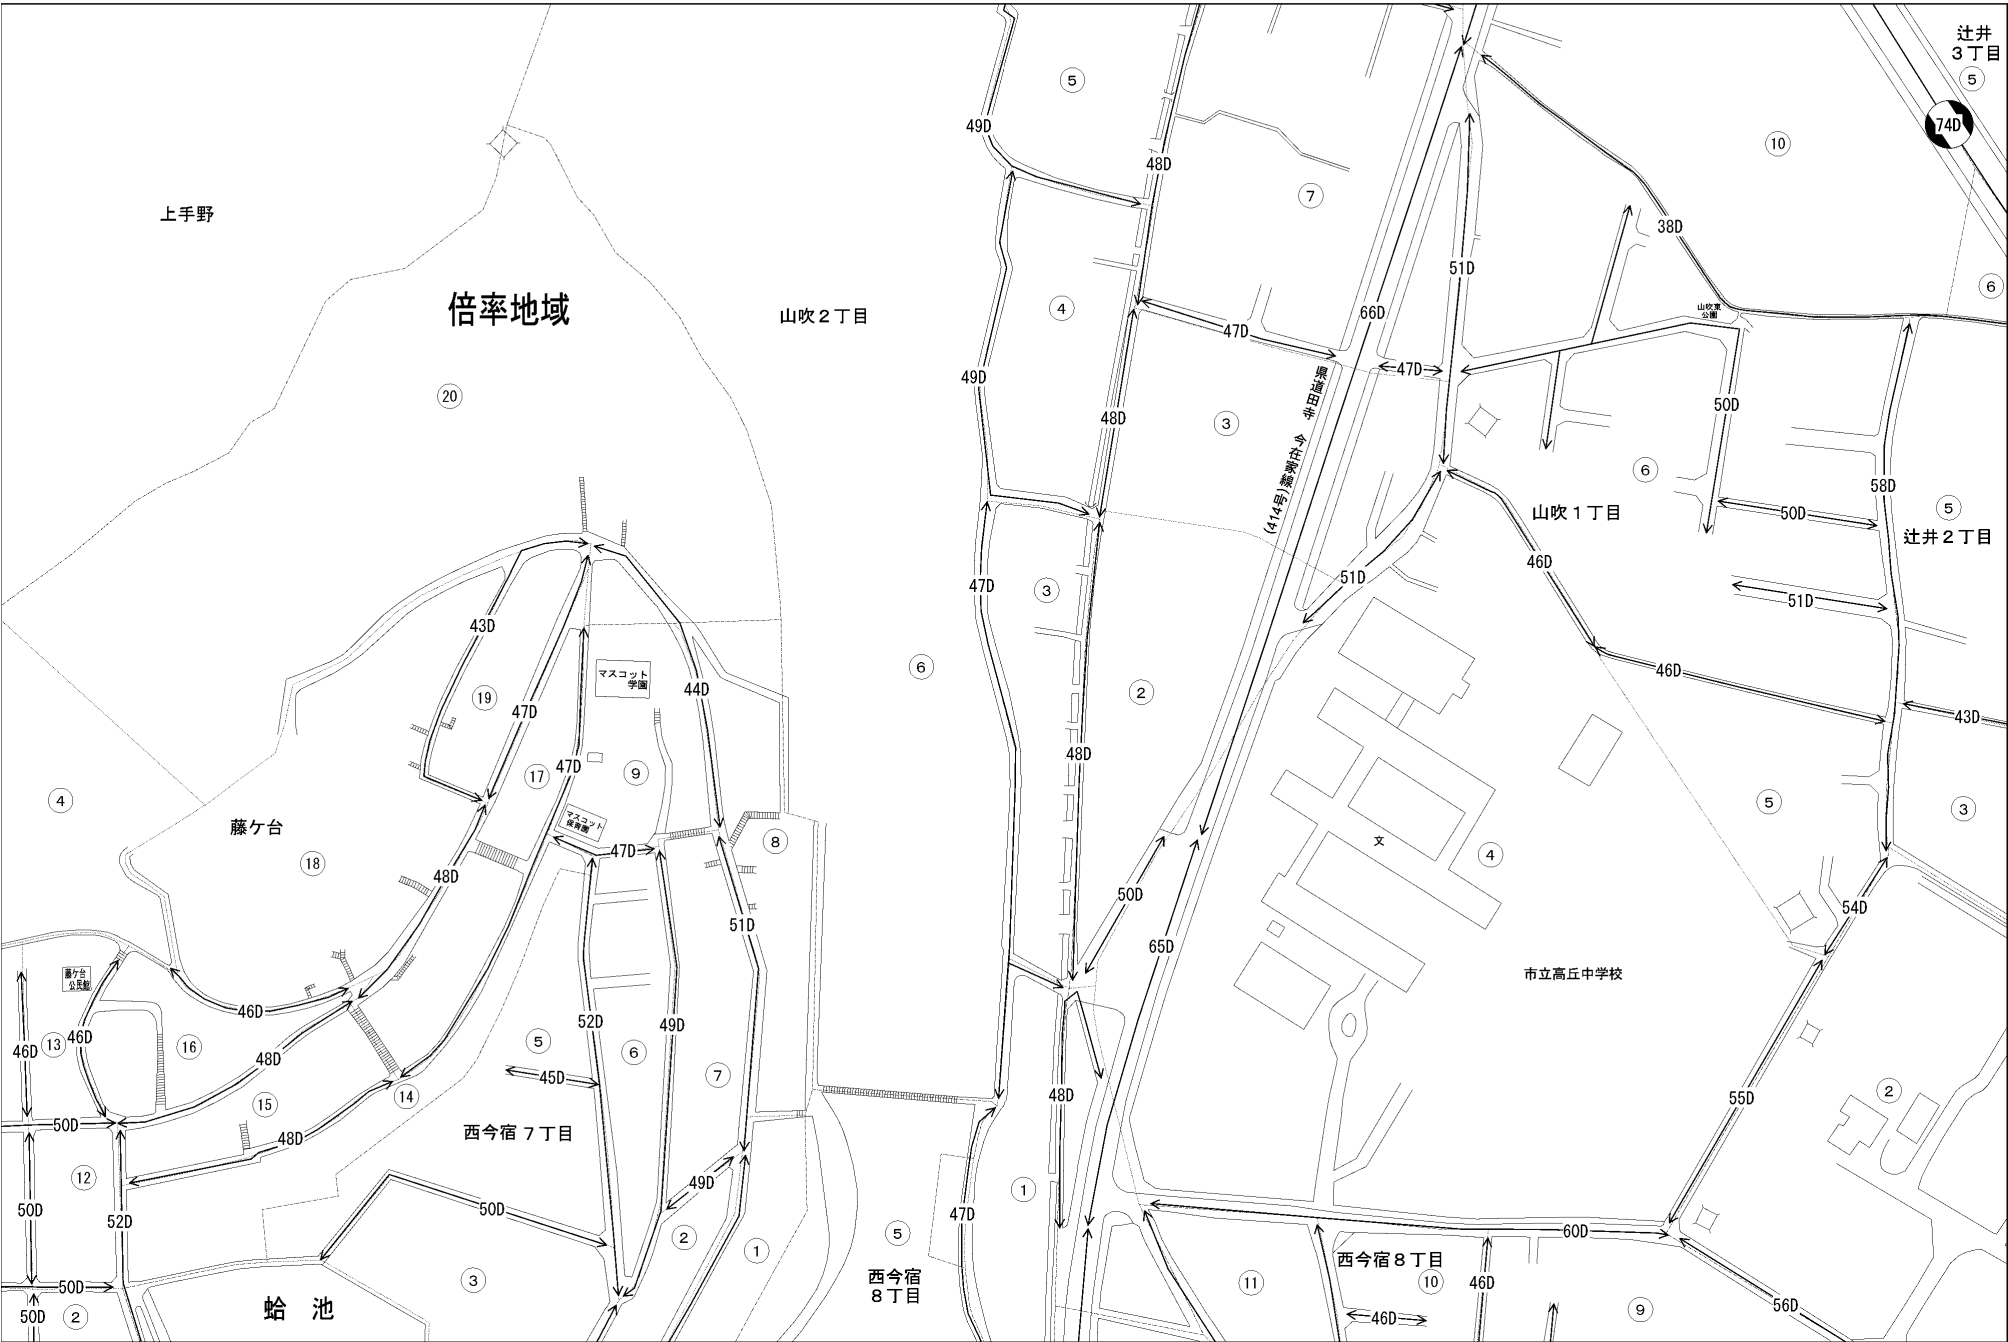 辻井
３丁目
⑤
74D
⑤
49D
⑩
48D
⑦
上手野
38D
51D
⑥
倍率地域
④
66D
山吹東
公園
山吹２丁目
47D
47D
49D
県道田寺 今在家線(414号)
⑳
50D
48D
③
⑥
58D
50D
⑤
山吹１丁目
辻井２丁目
46D
51D
47D
③
51D
43D
46D
⑥
マスコット
学園
44D
②
⑲
47D
43D
48D
47D
⑰
⑨
④
⑤
③
マスコット
保育園
藤ケ台
47D
⑧
文
④
⑱
48D
50D
54D
51D
65D
藤ケ台
公民館
市立高丘中学校
46D
52D
49D
46D
⑬
46D
⑯
48D
⑤
⑥
45D
⑦
48D
55D
②
⑮
⑭
50D
48D
西今宿７丁目
⑫
49D
①
50D
52D
50D
47D
②
①
⑤
60D
西今宿８丁目
③
西今宿
８丁目
⑪
⑩
46D
50D
蛤池
50D
②
46D
⑨
56D